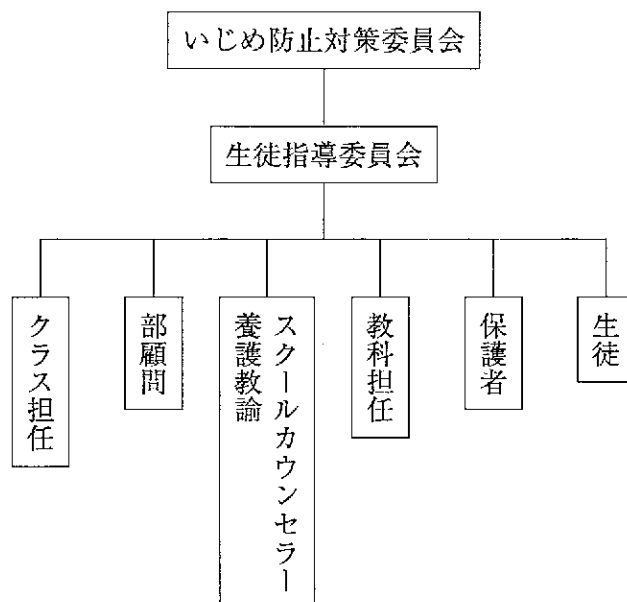 いじめ防止対策委員会
生徒指導委員会
クラス担任
部顧問
スクールカウンセラー
養護教諭
教科担任
保護者
生徒